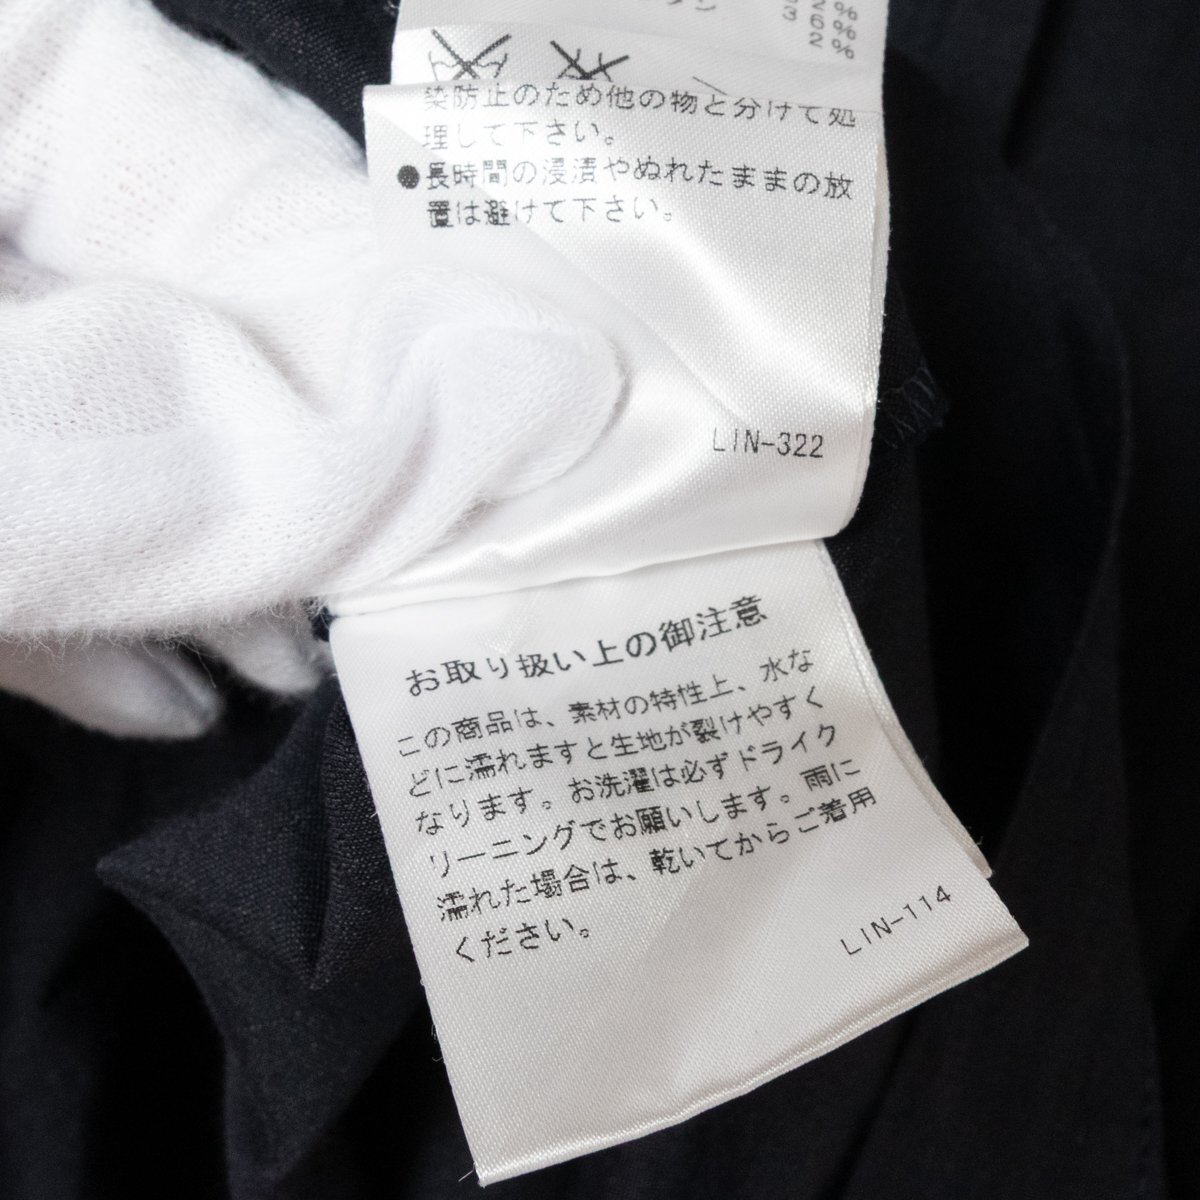 26%
36%
2%
染防止のため他の物と分けて処
理して下さい。
●長時間の浸漬やぬれたままの放
置は避けて下さい。
LIN-322
お取り扱い上の御注意
この商品は、素材の特性上、水な
どに濡れますと生地が裂けやすく
なります。お洗濯は必ずドライク
リーニングでお願いします。雨に
濡れた場合は、乾いてからご着用
ください。
LIN-114